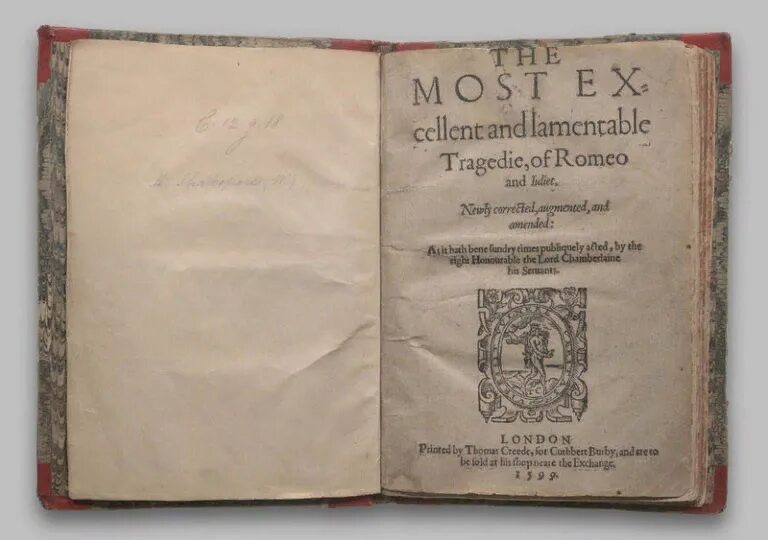 C. 12 g. 18
THE
MOST EX-
cellent and lamentable
Tragedie, of Romeo
and Iuliet.
Newly corrected, augmented, and
amended:
As it hath bene sundry times publiquely acted, by the
right Honourable the Lord Chamberlaine
his Seruants.
LONDON
Printed by Thomas Creede, for Cuthbert Burby, and are to
be sold at his shop neare the Exchange.
1599.